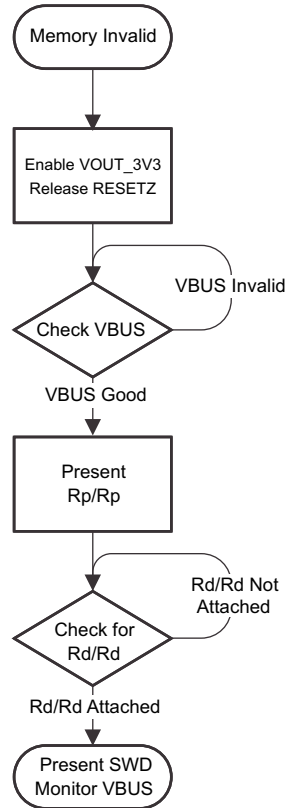 Memory Invalid
Enable VOUT_3V3
Release RESETZ
VBUS Invalid
Check VBUS
VBUS Good
Present
Rp/Rp
Rd/Rd Not
Attached
Check for
Rd/Rd
Rd/Rd Attached
Present SWD
Monitor VBUS